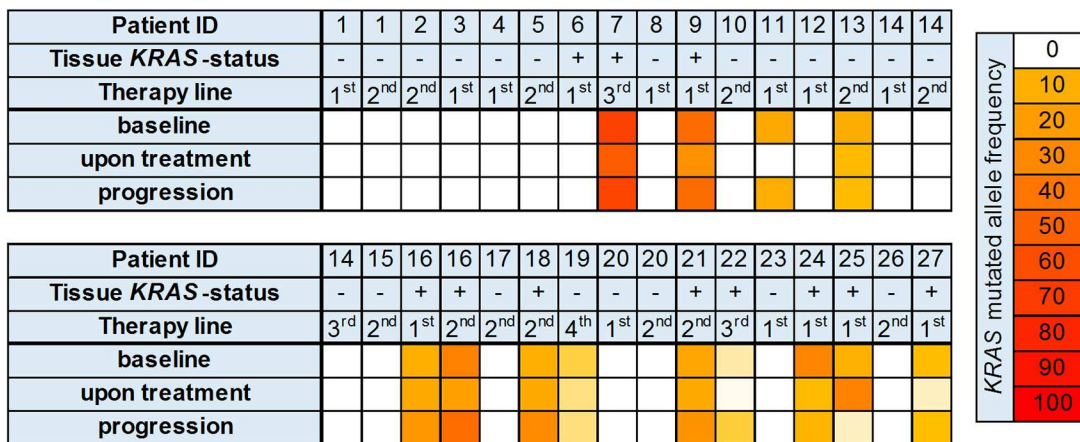 Patient ID 1 1 2 3 4 5 6 7 8 9 10 11 12 13 14 14
Tissue KRAS-status - - - - - - + + - + - - - - - -
Therapy line 1st 2nd 2nd 1st 1st 2nd 1st 3rd 1st 1st 2nd 1st 1st 2nd 1st 2nd
baseline
upon treatment
progression
Patient ID 14 15 16 16 17 18 19 20 20 21 22 23 24 25 26 27
Tissue KRAS-status - - + + - + - - - + + - + + - +
Therapy line 3rd 2nd 1st 2nd 2nd 2nd 4th 1st 2nd 2nd 3rd 1st 1st 1st 2nd 1st
baseline
upon treatment
progression
KRAS mutated allele frequency
0
10
20
30
40
50
60
70
80
90
100